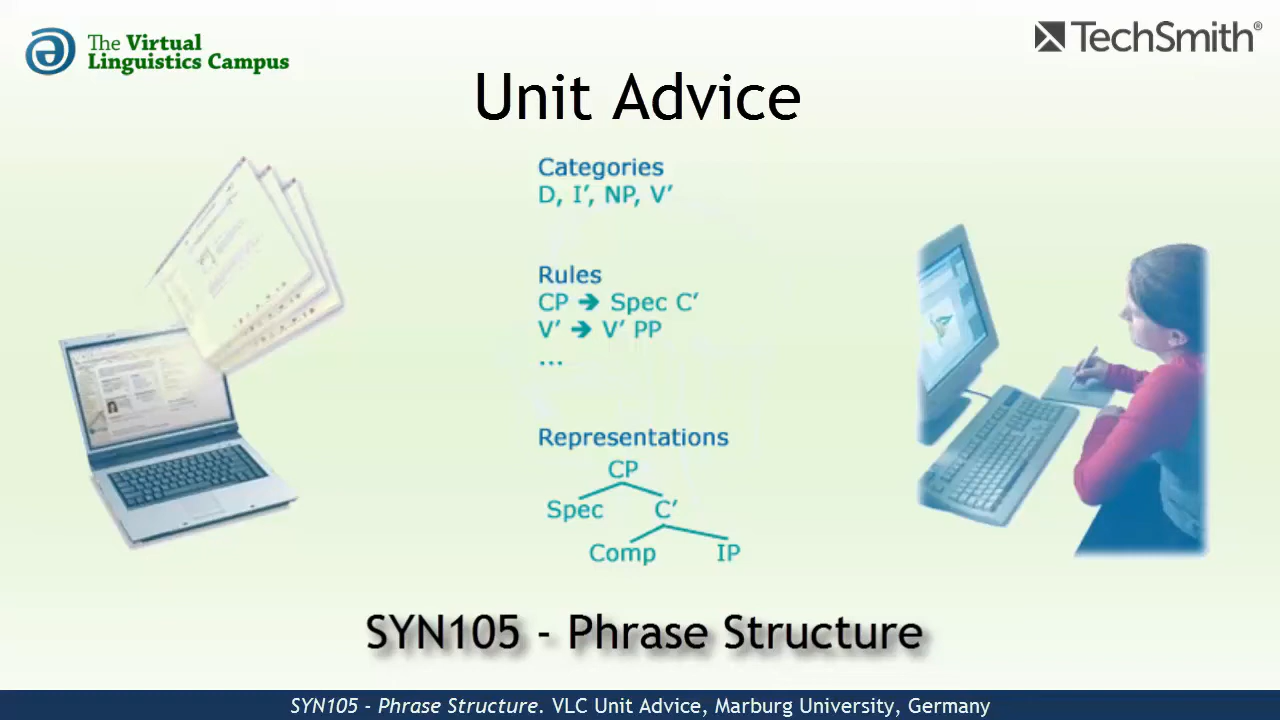 The Virtual
Linguistics Campus
TechSmith®
Unit Advice
Categories
D, I’, NP, V’
Rules
CP ➔ Spec C’
V’ ➔ V’ PP
...
Representations
CP
Spec C’
Comp IP
SYN105 - Phrase Structure
SYN105 - Phrase Structure. VLC Unit Advice, Marburg University, Germany